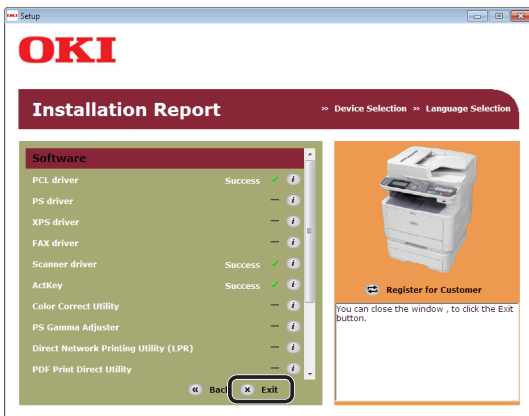 OKI Setup
OKI
Installation Report
» Device Selection » Language Selection
Software
PCL driver Success
PS driver
XPS driver
FAX driver
Scanner driver Success
ActKey Success
Color Correct Utility
PS Gamma Adjuster
Direct Network Printing Utility (LPR)
PDF Print Direct Utility
« Back × Exit
Register for Customer
You can close the window , to click the Exit
button.